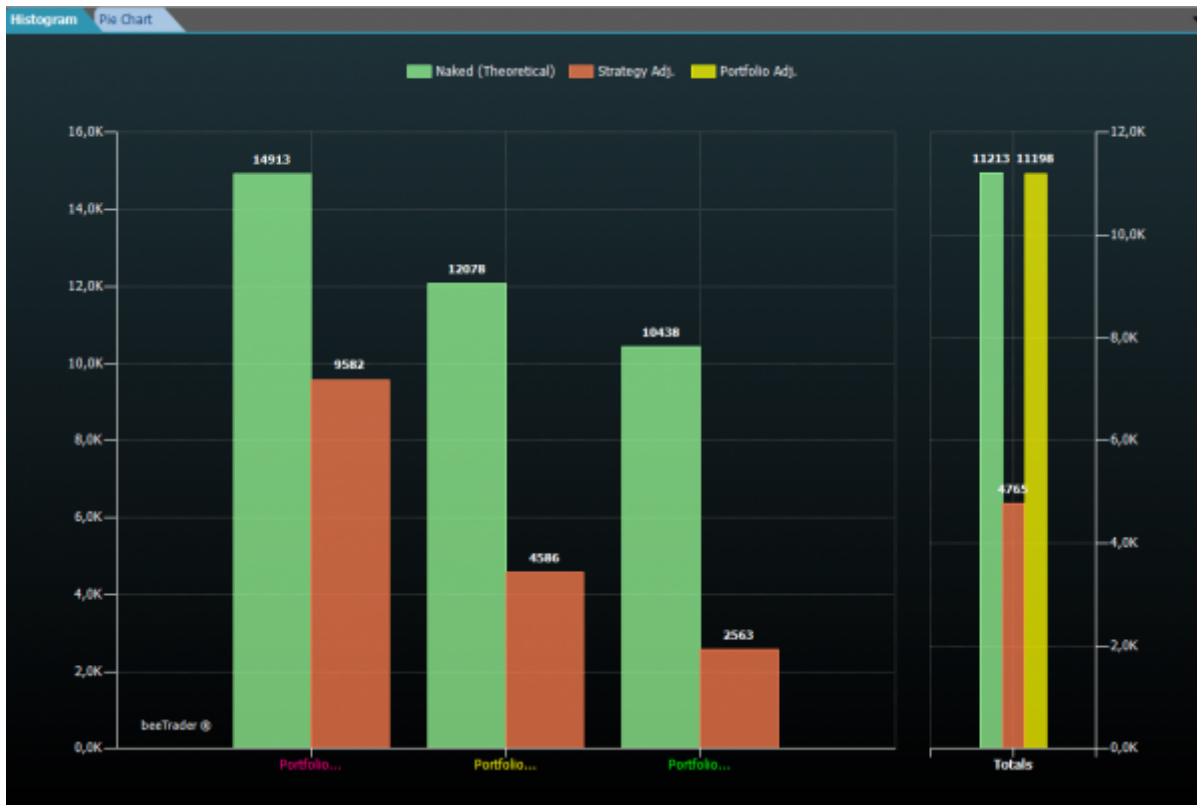 Histogram Pie Chart
Naked (Theoretical) Strategy Adj. Portfolio Adj.
16,0K 12,0K
14913 11213 11198
14,0K
10,0K
12078
12,0K
10438
10,0K 8,0K
9582
8,0K 6,0K
4765
6,0K
4586
4,0K
4,0K
2563
2,0K 2,0K
beeTrader ®
0,0K 0,0K
Portfolio... Portfolio... Portfolio... Totals